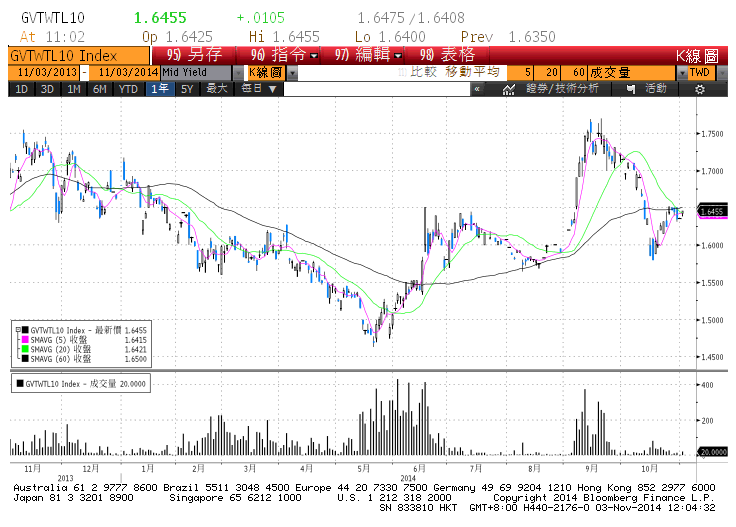 GVTWTL10 1.6455 +.0105 1.6475/1.6408
At 11:02 Op 1.6425 Hi 1.6455 Lo 1.6400 Prev 1.6350
GVTWTL10 Index 95) 另存 96) 指令 97) 編輯 98) 表格 K線圖
11/03/2013 - 11/03/2014 Mid Yield K線圖 比較 移動平均 5 20 60 成交量 TWD
1D 3D 1M 6M YTD 1年 5Y 最大 每日 ▼ « 證券/技術分析 活動
1.7500
1.7000
1.6455
1.6000
1.5500
1.5000
1.4500
GVTWTL10 Index - 最新價 1.6455
SMAVG (5) 收盤 1.6415
SMAVG (20) 收盤 1.6421
SMAVG (60) 收盤 1.6500
GVTWTL10 Index - 成交量 20.0000
400
200
20.0000
11月 12月 1月 2月 3月 4月 5月 6月 7月 8月 9月 10月
2013 2014
Australia 61 2 9777 8600 Brazil 5511 3048 4500 Europe 44 20 7330 7500 Germany 49 69 9204 1210 Hong Kong 852 2977 6000
Japan 81 3 3201 8900 Singapore 65 6212 1000 U.S. 1 212 318 2000 Copyright 2014 Bloomberg Finance L.P.
SN 833810 HKT GMT+8:00 H440-2176-0 03-Nov-2014 12:04:32